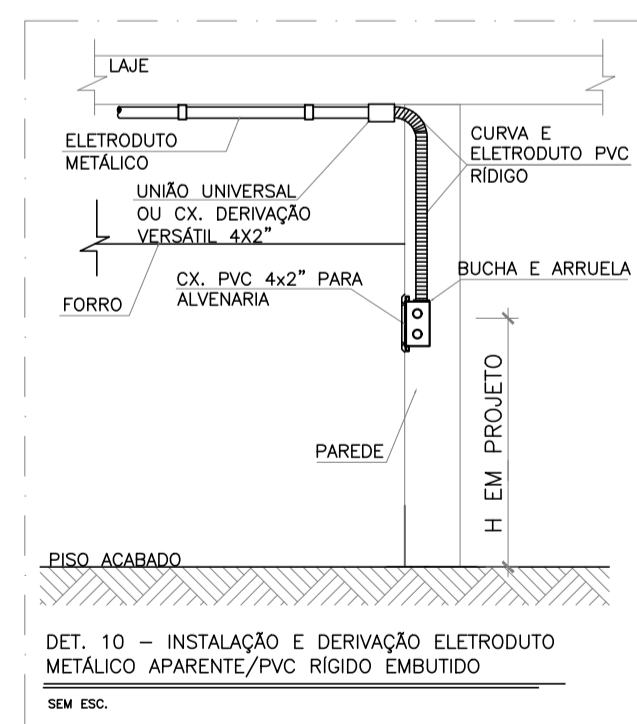 LAJE
ELETRODUTO
METÁLICO
CURVA E
ELETRODUTO PVC
RÍDIGO
UNIÃO UNIVERSAL
OU CX. DERIVAÇÃO
VERSÁTIL 4X2"
CX. PVC 4x2" PARA
ALVENARIA
BUCHA E ARRUELA
FORRO
H EM PROJETO
PAREDE
PISO ACABADO
DET. 10 – INSTALAÇÃO E DERIVAÇÃO ELETRODUTO
METÁLICO APARENTE/PVC RÍGIDO EMBUTIDO
SEM ESC.